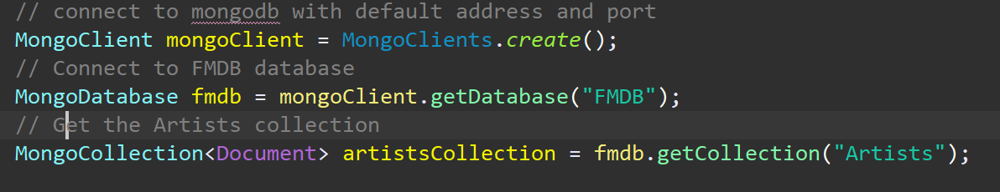 // connect to mongodb with default address and port
MongoClient mongoClient = MongoClients.create();
// Connect to FMDB database
MongoDatabase fmdb = mongoClient.getDatabase("FMDB");
// Get the Artists collection
MongoCollection<Document> artistsCollection = fmdb.getCollection("Artists");